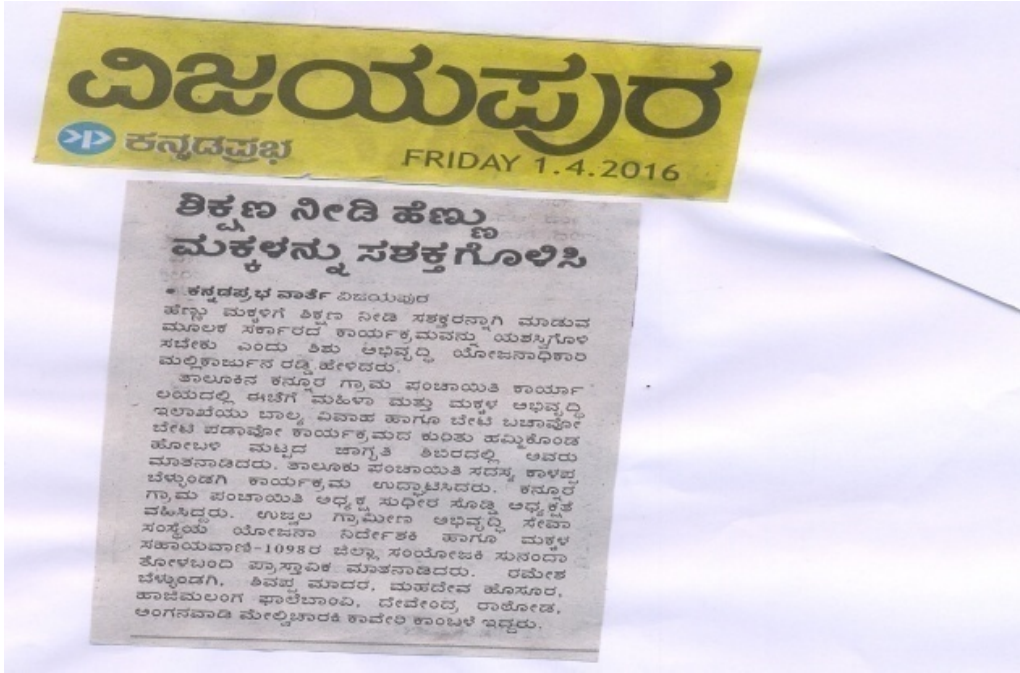 ವಿಜಯಪುರ
ಕನ್ನಡಪ್ರಭ
FRIDAY 1.4.2016
ಶಿಕ್ಷಣ ನೀಡಿ ಹೆಣ್ಣು
ಮಕ್ಕಳನ್ನು ಸಶಕ್ತಗೊಳಿಸಿ
• ಕನ್ನಡಪ್ರಭ ವಾರ್ತೆ ವಿಜಯಪುರ
ಹೆಣ್ಣು ಮಕ್ಕಳಿಗೆ ಶಿಕ್ಷಣ ನೀಡಿ ಸಶಕ್ತರನ್ನಾಗಿ ಮಾಡುವ
ಮೂಲಕ ಸರ್ಕಾರದ ಕಾರ್ಯಕ್ರಮವನ್ನು ಯಶಸ್ವಿಗೊಳಿ
ಸಬೇಕು ಎಂದು ಶಿಶು ಅಭಿವೃದ್ಧಿ ಯೋಜನಾಧಿಕಾರಿ
ಮಲ್ಲಿಕಾರ್ಜುನ ರಡ್ಡಿ ಹೇಳಿದರು.
ತಾಲೂಕಿನ ಕನ್ನೂರ ಗ್ರಾಮ ಪಂಚಾಯಿತಿ ಕಾರ್ಯಾ
ಲಯದಲ್ಲಿ ಈಚೆಗೆ ಮಹಿಳಾ ಮತ್ತು ಮಕ್ಕಳ ಅಭಿವೃದ್ಧಿ
ಇಲಾಖೆಯು ಬಾಲ್ಯ ವಿವಾಹ ಹಾಗೂ ಬೇಟಿ ಬಚಾವೋ
ಬೇಟಿ ಪಡಾವೋ ಕಾರ್ಯಕ್ರಮದ ಕುರಿತು ಹಮ್ಮಿಕೊಂಡ
ಹೋಬಳಿ ಮಟ್ಟದ ಜಾಗೃತಿ ಶಿಬಿರದಲ್ಲಿ ಅವರು
ಮಾತನಾಡಿದರು. ತಾಲೂಕು ಪಂಚಾಯಿತಿ ಸದಸ್ಯ ಕಾಳಪ್ಪ
ಬೆಳ್ಳುಂಡಗಿ ಕಾರ್ಯಕ್ರಮ ಉದ್ಘಾಟಿಸಿದರು. ಕನ್ನೂರ
ಗ್ರಾಮ ಪಂಚಾಯಿತಿ ಅಧ್ಯಕ್ಷ ಸುಧೀರ ಸೊಡ್ಡಿ ಅಧ್ಯಕ್ಷತೆ
ವಹಿಸಿದ್ದರು. ಉಜ್ವಲ ಗ್ರಾಮೀಣ ಅಭಿವೃದ್ಧಿ ಸೇವಾ
ಸಂಸ್ಥೆಯ ಯೋಜನಾ ನಿರ್ದೇಶಕಿ ಹಾಗೂ ಮಕ್ಕಳ
ಸಹಾಯವಾಣಿ-1098ರ ಜಿಲ್ಲಾ ಸಂಯೋಜಕಿ ಸುನಂದಾ
ತೋಳಬಂದಿ ಪ್ರಾಸ್ತಾವಿಕ ಮಾತನಾಡಿದರು. ರಮೇಶ
ಬೆಳ್ಳುಂಡಗಿ, ಶಿವಪ್ಪ ಮಾದರ, ಮಹದೇವ ಹೊಸೂರ,
ಹಾಜಿಮಲಂಗ ಘಾಲೆಬಾಂವಿ, ದೇವೇಂದ್ರ ರಾಠೋಡ,
ಅಂಗನವಾಡಿ ಮೇಲ್ವಿಚಾರಕಿ ಕಾವೇರಿ ಕಾಂಬಳೆ ಇದ್ದರು.